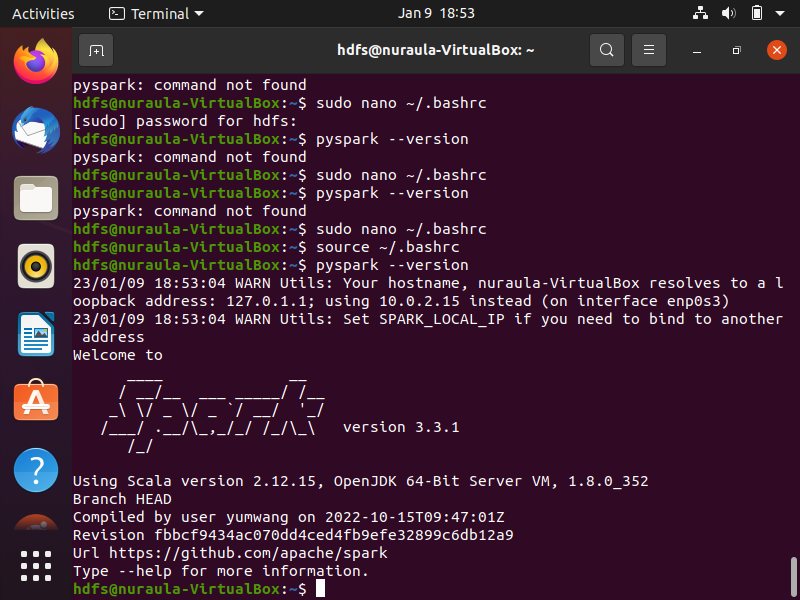 Activities
Terminal
Jan 9 18:53
hdfs@nuraula-VirtualBox: ~
pyspark: command not found
hdfs@nuraula-VirtualBox:~$ sudo nano ~/.bashrc
[sudo] password for hdfs:
hdfs@nuraula-VirtualBox:~$ pyspark --version
pyspark: command not found
hdfs@nuraula-VirtualBox:~$ sudo nano ~/.bashrc
hdfs@nuraula-VirtualBox:~$ pyspark --version
pyspark: command not found
hdfs@nuraula-VirtualBox:~$ sudo nano ~/.bashrc
hdfs@nuraula-VirtualBox:~$ source ~/.bashrc
hdfs@nuraula-VirtualBox:~$ pyspark --version
23/01/09 18:53:04 WARN Utils: Your hostname, nuraula-VirtualBox resolves to a l
oopback address: 127.0.1.1; using 10.0.2.15 instead (on interface enp0s3)
23/01/09 18:53:04 WARN Utils: Set SPARK_LOCAL_IP if you need to bind to another
 address
Welcome to
      ____              __
     / __/__  ___ _____/ /__
    _\ \/ _ \/ _ `/ __/  '_/
   /___/ .__/\_,_/_/ /_/\_\   version 3.3.1
      /_/
Using Scala version 2.12.15, OpenJDK 64-Bit Server VM, 1.8.0_352
Branch HEAD
Compiled by user yumwang on 2022-10-15T09:47:01Z
Revision fbbcf9434ac070dd4ced4fb9efe32899c6db12a9
Url https://github.com/apache/spark
Type --help for more information.
hdfs@nuraula-VirtualBox:~$